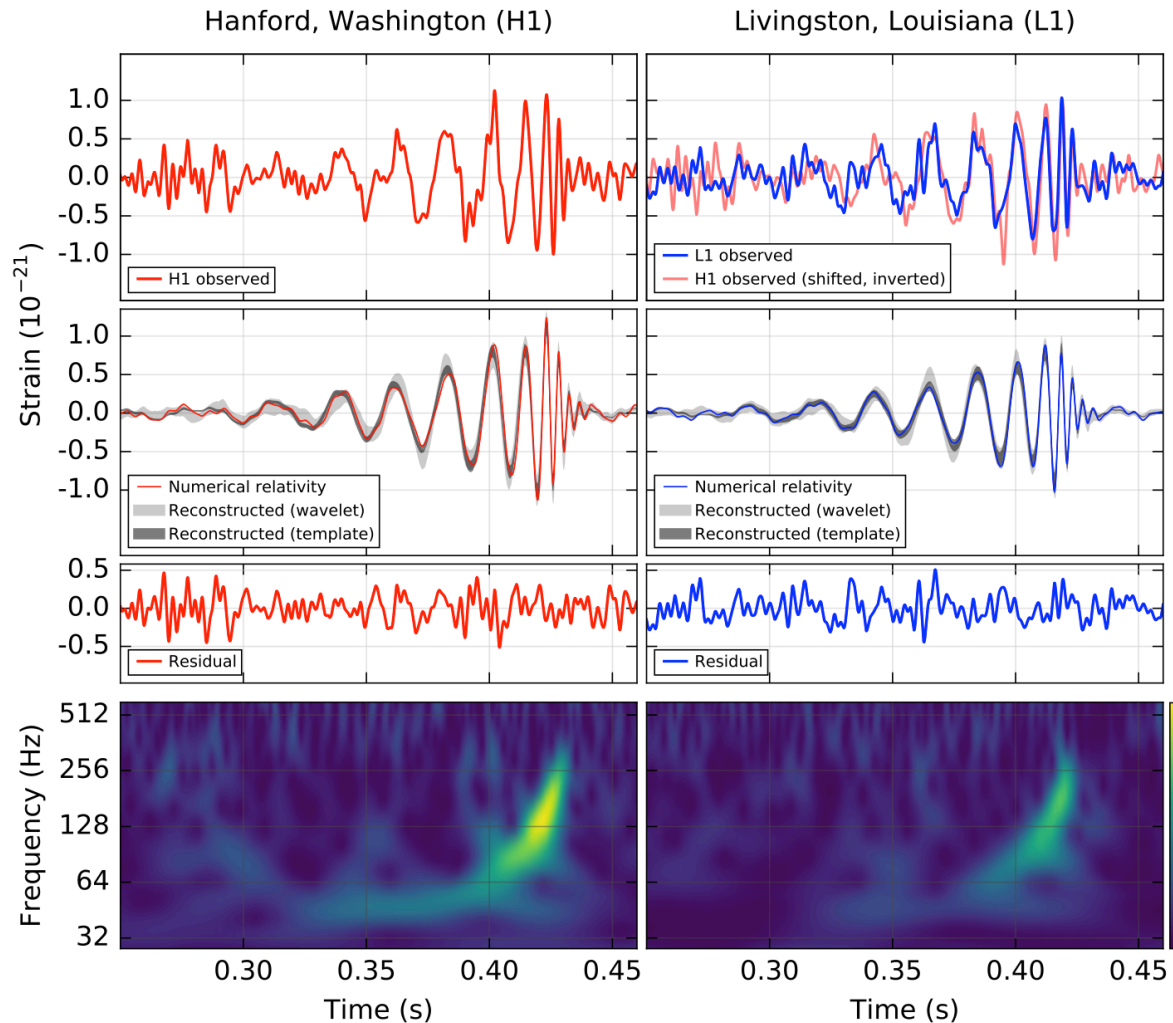 Hanford, Washington (H1)
Livingston, Louisiana (L1)
Strain (10⁻²¹)
1.0
0.5
0.0
-0.5
-1.0
H1 observed
L1 observed
H1 observed (shifted, inverted)
1.0
0.5
0.0
-0.5
-1.0
Numerical relativity
Reconstructed (wavelet)
Reconstructed (template)
Numerical relativity
Reconstructed (wavelet)
Reconstructed (template)
0.5
0.0
-0.5
Residual
Residual
Frequency (Hz)
512
256
128
64
32
0.30
0.35
0.40
0.45
0.30
0.35
0.40
0.45
Time (s)
Time (s)